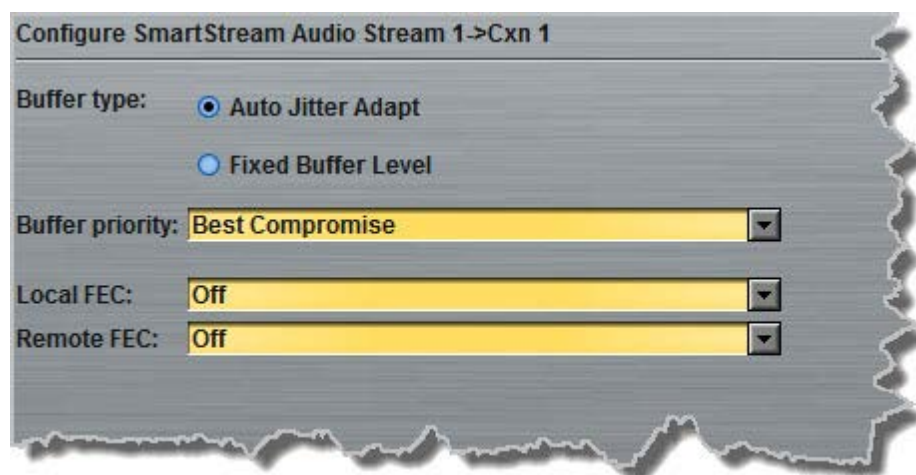 Configure SmartStream Audio Stream 1->Cxn 1
Buffer type:
Auto Jitter Adapt
Fixed Buffer Level
Buffer priority: Best Compromise
Local FEC: Off
Remote FEC: Off